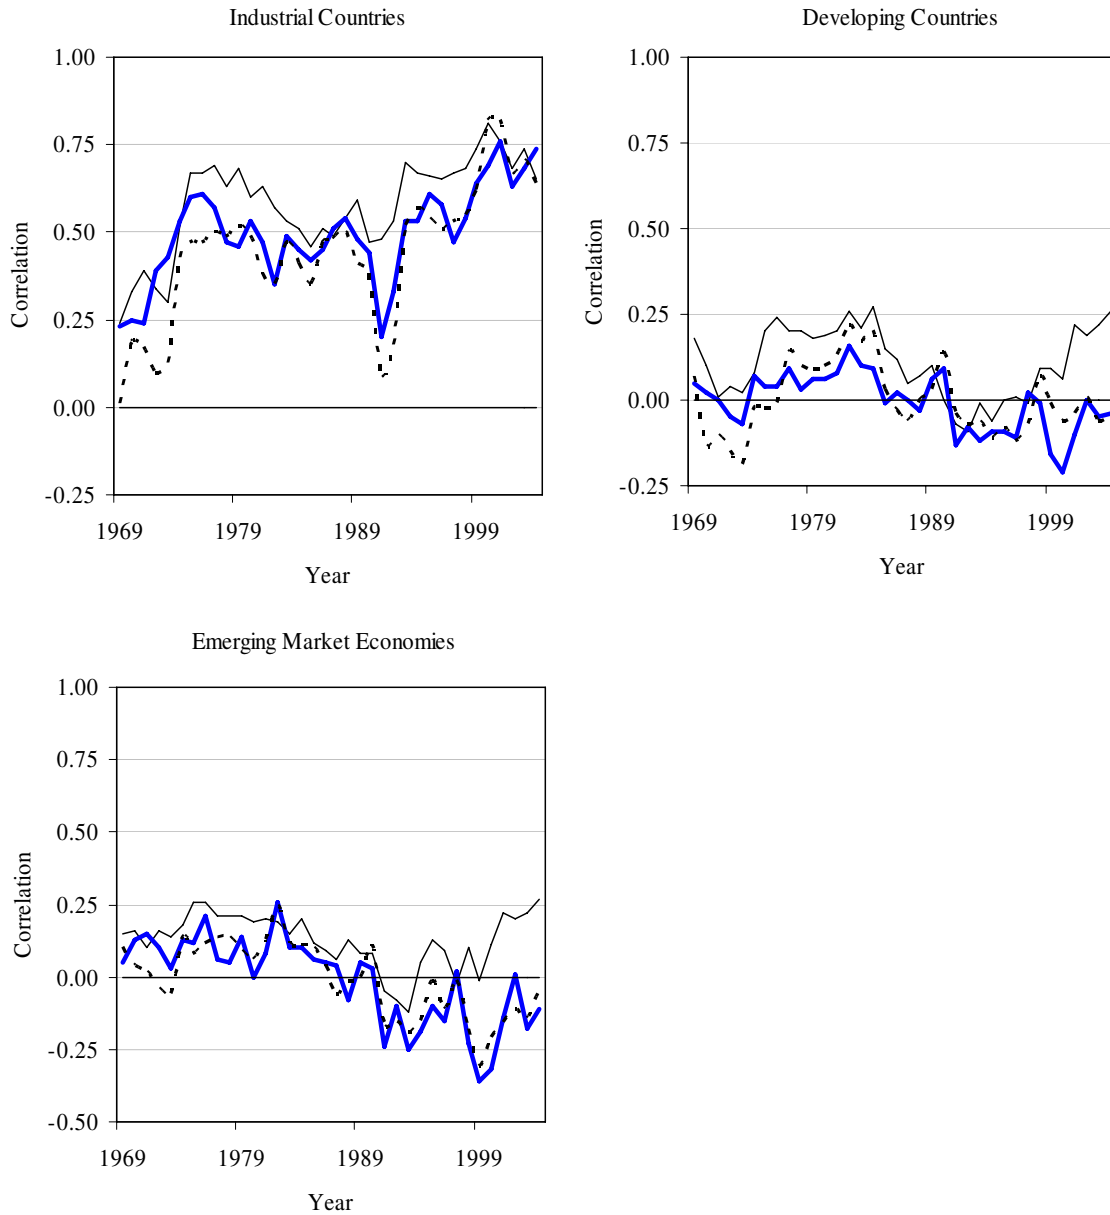 Industrial Countries
1.00
0.75
0.50
0.25
0.00
-0.25
Correlation
1969 1979 1989 1999
Year
Developing Countries
1.00
0.75
0.50
0.25
0.00
-0.25
Correlation
1969 1979 1989 1999
Year
Emerging Market Economies
1.00
0.75
0.50
0.25
0.00
-0.25
-0.50
Correlation
1969 1979 1989 1999
Year